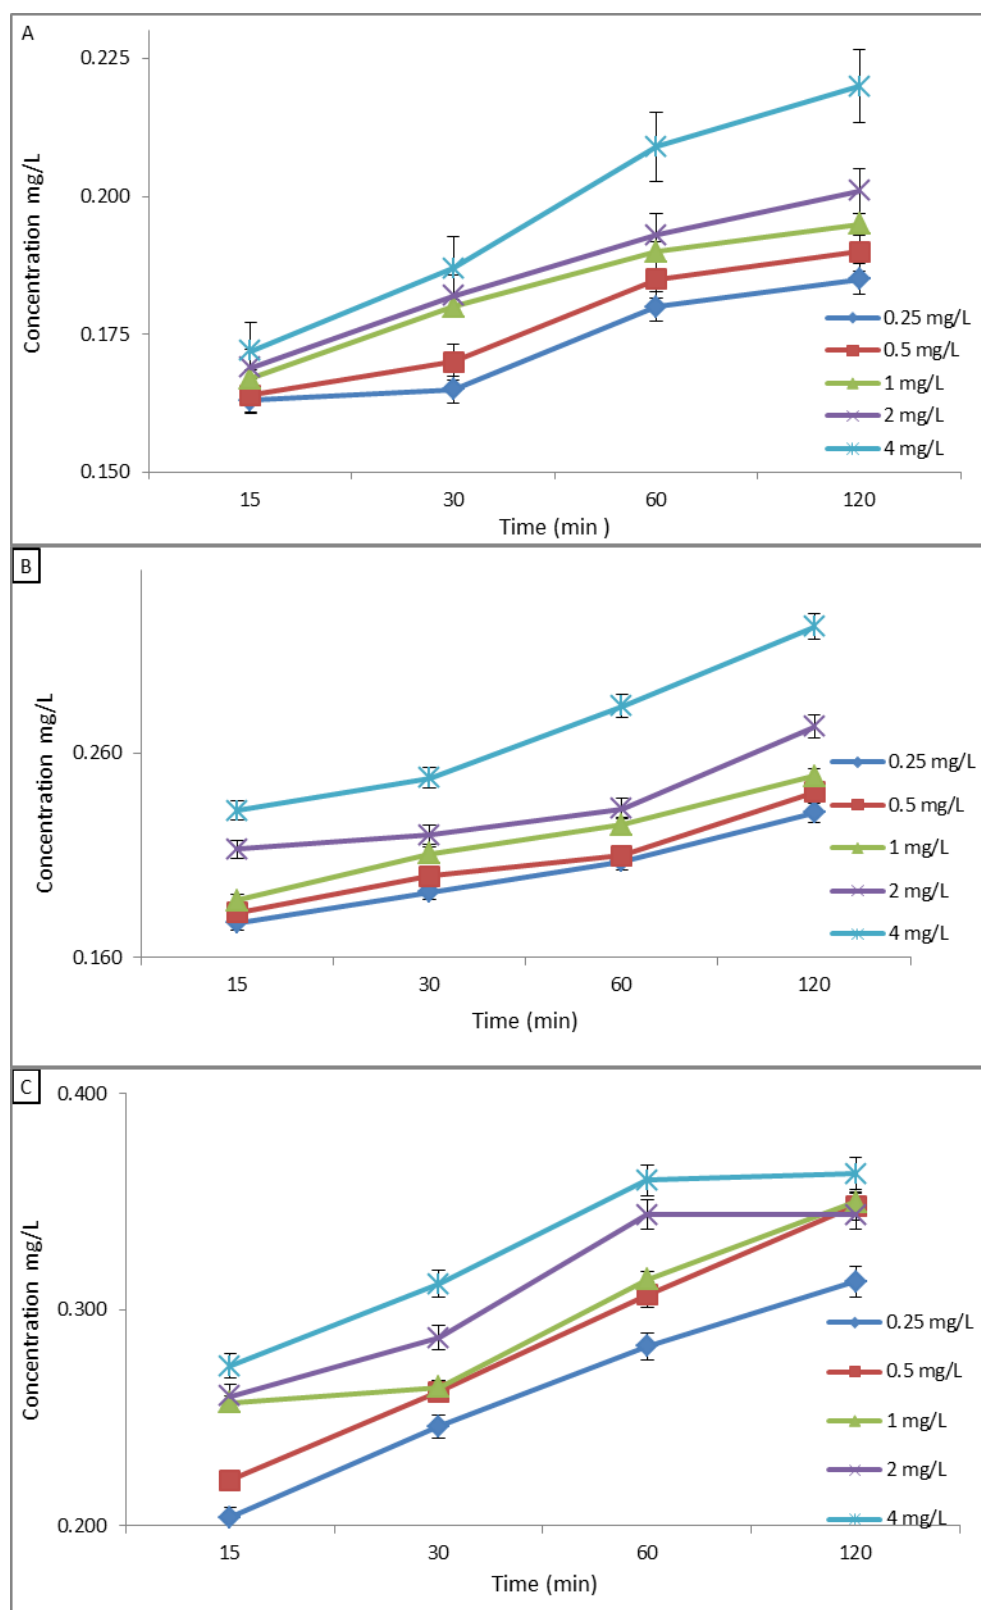 A
0.225
0.200
0.175
0.150
Concentration mg/L
0.25 mg/L
0.5 mg/L
1 mg/L
2 mg/L
4 mg/L
15 30 60 120
Time (min )
B
0.260
0.160
Concentration mg/L
0.25 mg/L
0.5 mg/L
1 mg/L
2 mg/L
4 mg/L
15 30 60 120
Time (min)
C
0.400
0.300
0.200
Concentration mg/L
0.25 mg/L
0.5 mg/L
1 mg/L
2 mg/L
4 mg/L
15 30 60 120
Time (min)